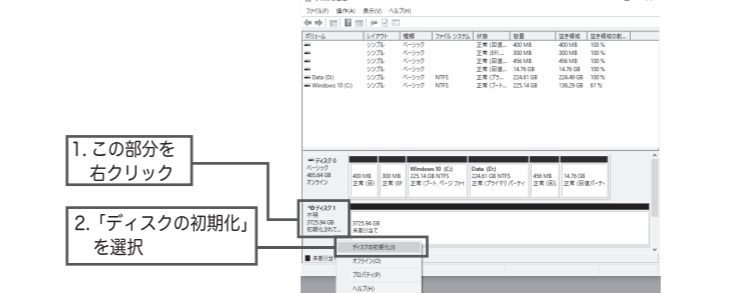 ファイル(F) 操作(A) 表示(V) ヘルプ(H)
ボリューム レイアウト 種類 ファイル システム 状態 容量 空き領域 空き領域の割...
シンプル ベーシック 正常 (回復... 400 MB 400 MB 100 %
シンプル ベーシック 正常 (EFI ... 300 MB 300 MB 100 %
シンプル ベーシック 正常 (回復... 456 MB 456 MB 100 %
シンプル ベーシック 正常 (回復... 14.76 GB 14.76 GB 100 %
Data (D:) シンプル ベーシック NTFS 正常 (プラ... 224.61 GB 224.49 GB 100 %
Windows 10 (C:) シンプル ベーシック NTFS 正常 (ブート... 225.14 GB 136.29 GB 61 %
1. この部分を
右クリック
ディスク 0
ベーシック
465.64 GB
オンライン
400 MB
正常 (回
300 MB
正常 (EF
Windows 10 (C:)
225.14 GB NTFS
正常 (ブート, ページ ファイ
Data (D:)
224.61 GB NTFS
正常 (プライマリ パーティ
456 MB
正常 (回
14.76 GB
正常 (回復パーティ
2.「ディスクの初期化」
を選択
ディスク 1
不明
3725.94 GB
初期化されて...
3725.94 GB
未割り当て
ディスクの初期化(I)
オフライン(O)
プロパティ(P)
ヘルプ(H)
未割り当